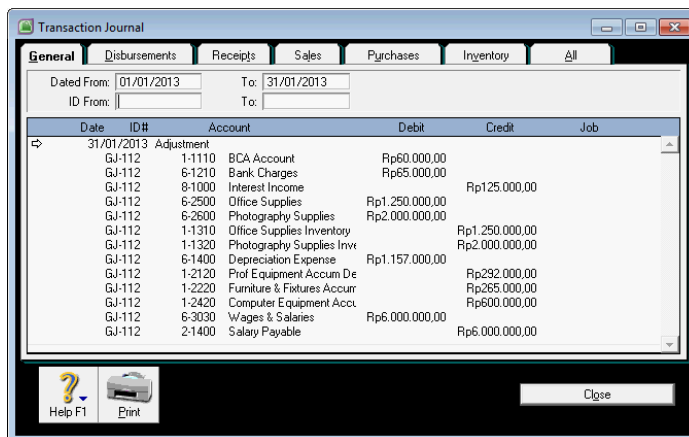 Transaction Journal
General Disbursements Receipts Sales Purchases Inventory All
Dated From: 01/01/2013 To: 31/01/2013
ID From: To:
Date ID# Account Debit Credit Job
31/01/2013 Adjustment
GJ-112 1-1110 BCA Account Rp60.000,00
GJ-112 6-1210 Bank Charges Rp65.000,00
GJ-112 8-1000 Interest Income Rp125.000,00
GJ-112 6-2500 Office Supplies Rp1.250.000,00
GJ-112 6-2600 Photography Supplies Rp2.000.000,00
GJ-112 1-1310 Office Supplies Inventory Rp1.250.000,00
GJ-112 1-1320 Photography Supplies Inve Rp2.000.000,00
GJ-112 6-1400 Depreciation Expense Rp1.157.000,00
GJ-112 1-2120 Prof Equipment Accum De Rp292.000,00
GJ-112 1-2220 Furniture & Fixtures Accum Rp265.000,00
GJ-112 1-2420 Computer Equipment Accu Rp600.000,00
GJ-112 6-3030 Wages & Salaries Rp6.000.000,00
GJ-112 2-1400 Salary Payable Rp6.000.000,00
Help F1 Print Close